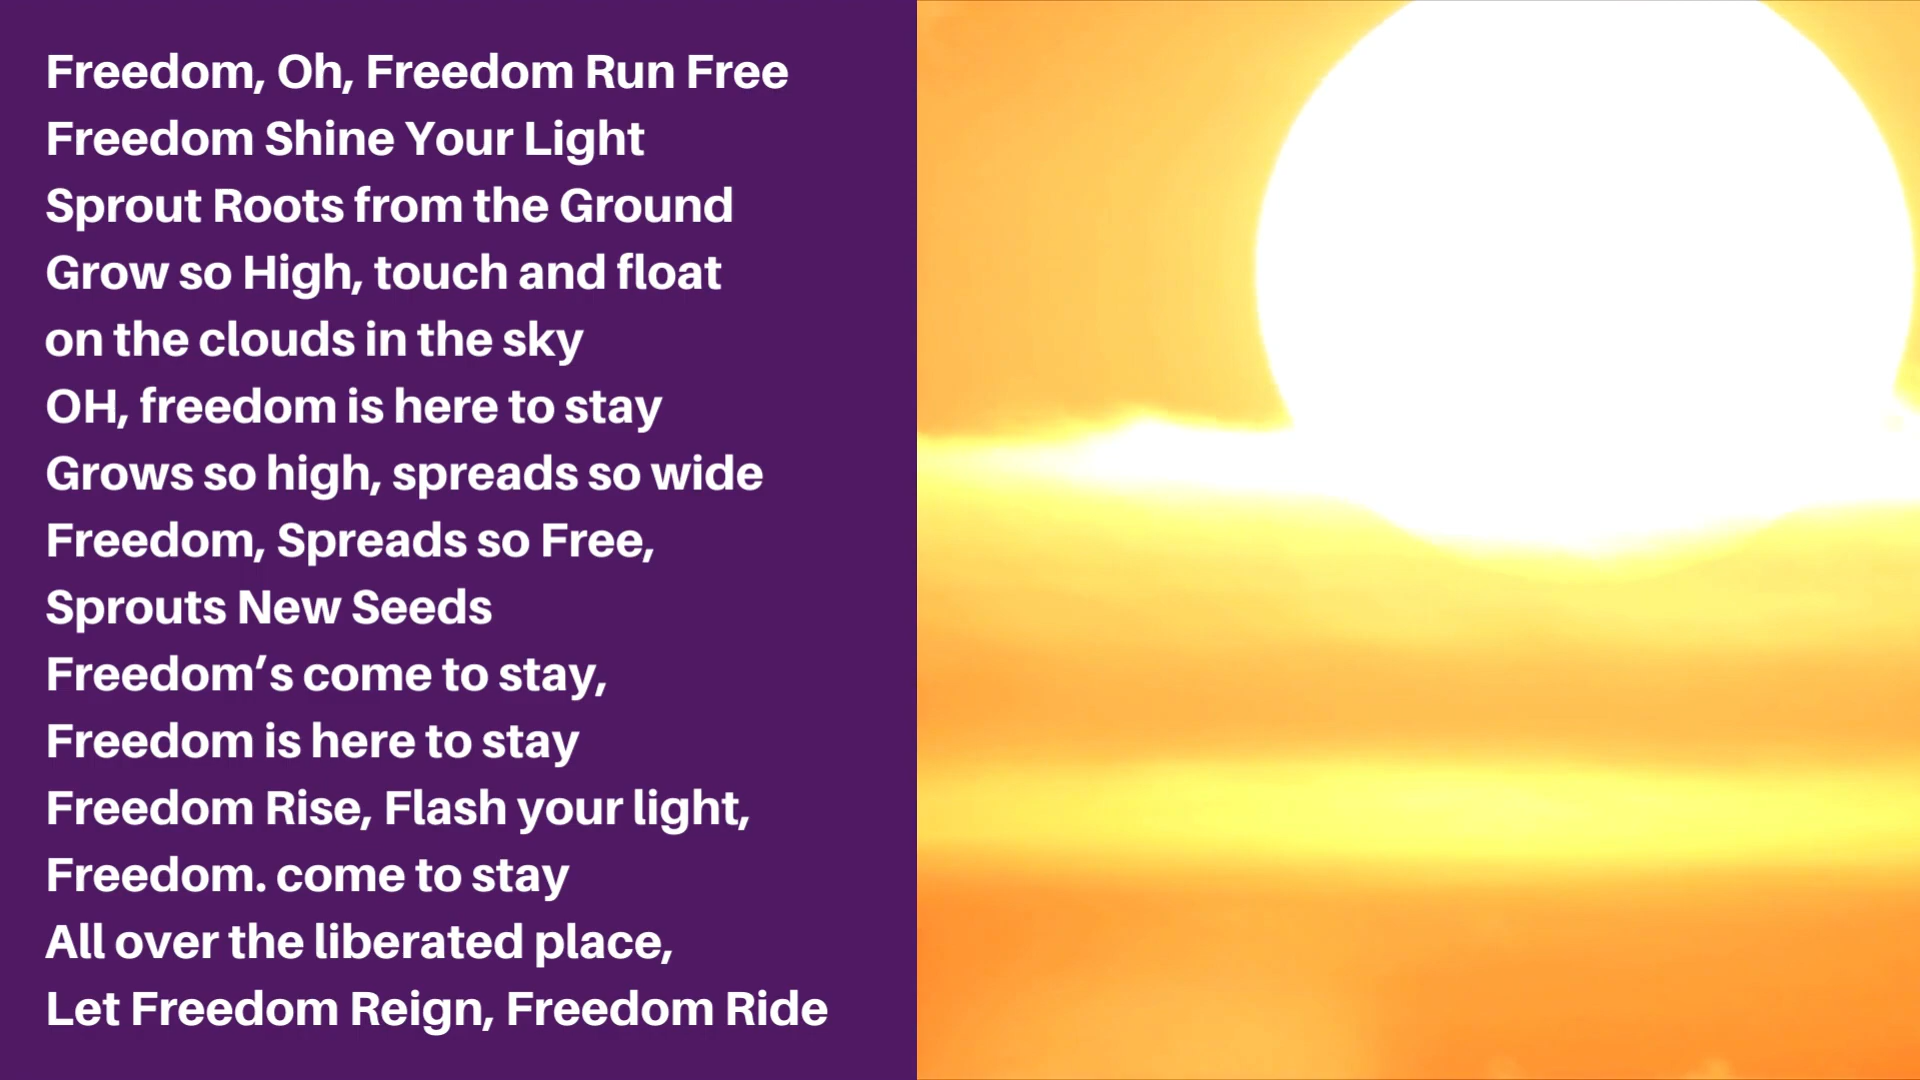 Freedom, Oh, Freedom Run Free
Freedom Shine Your Light
Sprout Roots from the Ground
Grow so High, touch and float
on the clouds in the sky
OH, freedom is here to stay
Grows so high, spreads so wide
Freedom, Spreads so Free,
Sprouts New Seeds
Freedom’s come to stay,
Freedom is here to stay
Freedom Rise, Flash your light,
Freedom. come to stay
All over the liberated place,
Let Freedom Reign, Freedom Ride